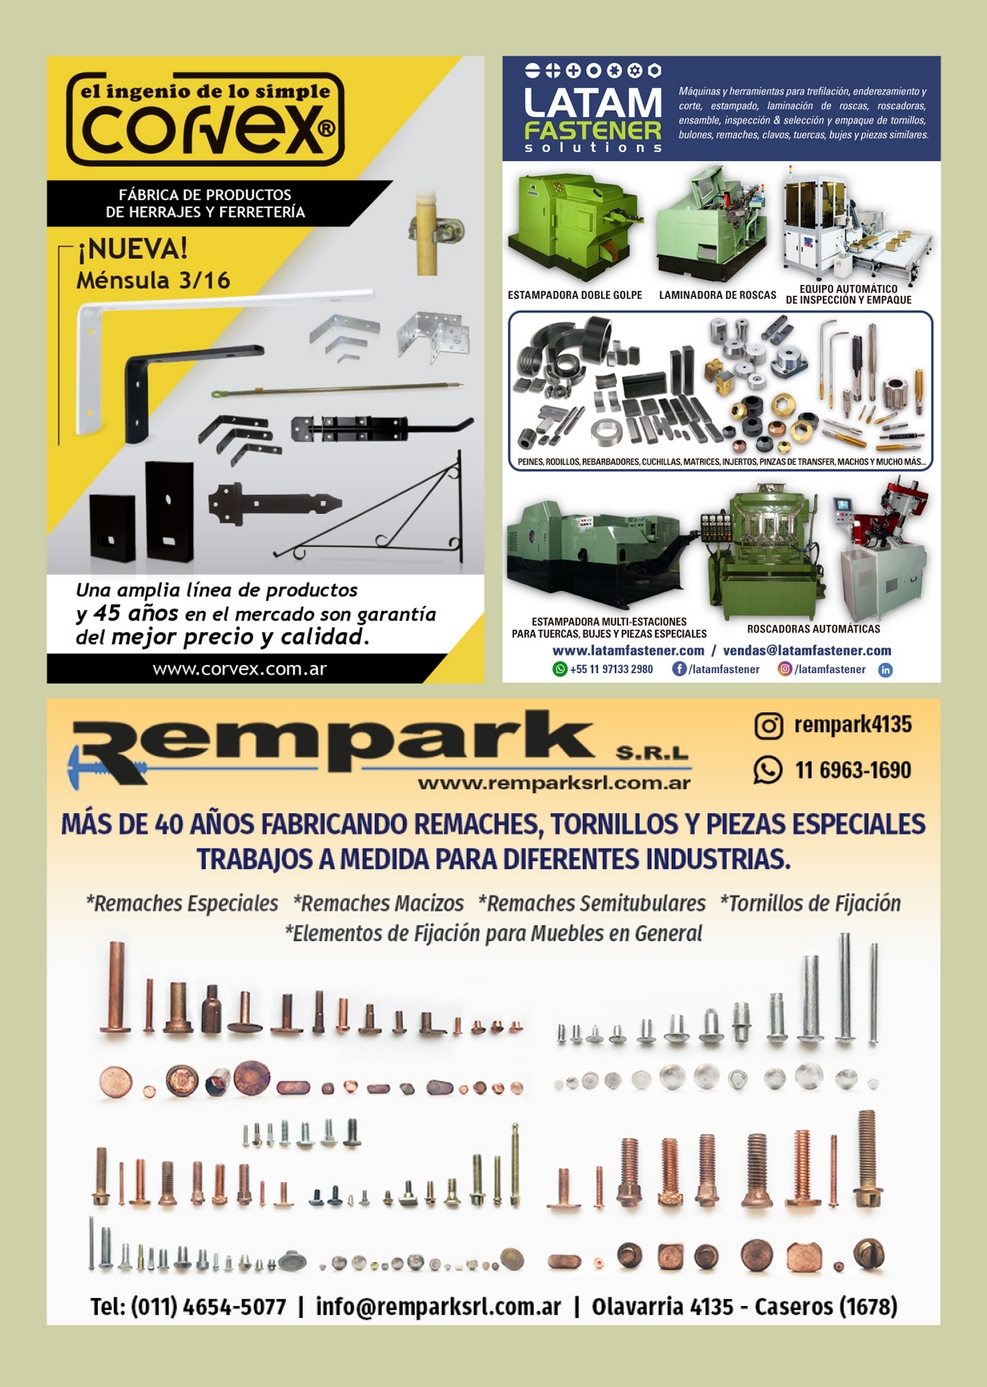 el ingenio de lo simple
corvex®
FÁBRICA DE PRODUCTOS
DE HERRAJES Y FERRETERÍA
¡NUEVA!
Ménsula 3/16
Una amplia línea de productos
y 45 años en el mercado son garantía
del mejor precio y calidad.
www.corvex.com.ar
LATAM
FASTENER
solutions
Máquinas y herramientas para trefilación, enderezamiento y
corte, estampado, laminación de roscas, roscadoras,
ensamble, inspección & selección y empaque de tornillos,
bulones, remaches, clavos, tuercas, bujes y piezas similares.
ESTAMPADORA DOBLE GOLPE
LAMINADORA DE ROSCAS
EQUIPO AUTOMÁTICO
DE INSPECCIÓN Y EMPAQUE
PEINES, RODILLOS, REBARBADORES, CUCHILLAS, MATRICES, INJERTOS, PINZAS DE TRANSFER, MACHOS Y MUCHO MÁS...
ESTAMPADORA MULTI-ESTACIONES
PARA TUERCAS, BUJES Y PIEZAS ESPECIALES
ROSCADORAS AUTOMÁTICAS
www.latamfastener.com / vendas@latamfastener.com
+55 11 97133 2980 /latamfastener /latamfastener
Rempark S.R.L
www.remparksrl.com.ar
rempark4135
11 6963-1690
MÁS DE 40 AÑOS FABRICANDO REMACHES, TORNILLOS Y PIEZAS ESPECIALES
TRABAJOS A MEDIDA PARA DIFERENTES INDUSTRIAS.
*Remaches Especiales *Remaches Macizos *Remaches Semitubulares *Tornillos de Fijación
*Elementos de Fijación para Muebles en General
Tel: (011) 4654-5077 | info@remparksrl.com.ar | Olavarria 4135 - Caseros (1678)